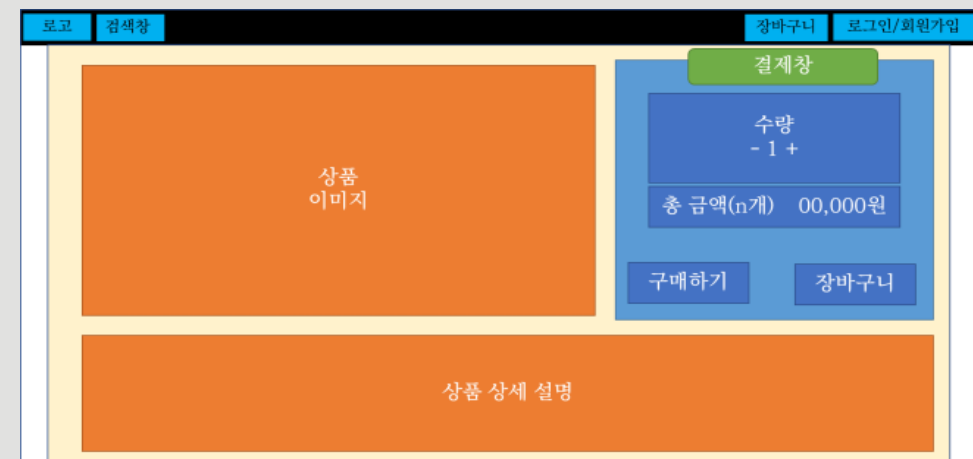 로고
검색창
장바구니
로그인/회원가입
결제창
상품
이미지
수량
- 1 +
총 금액(n개) 00,000원
구매하기
장바구니
상품 상세 설명